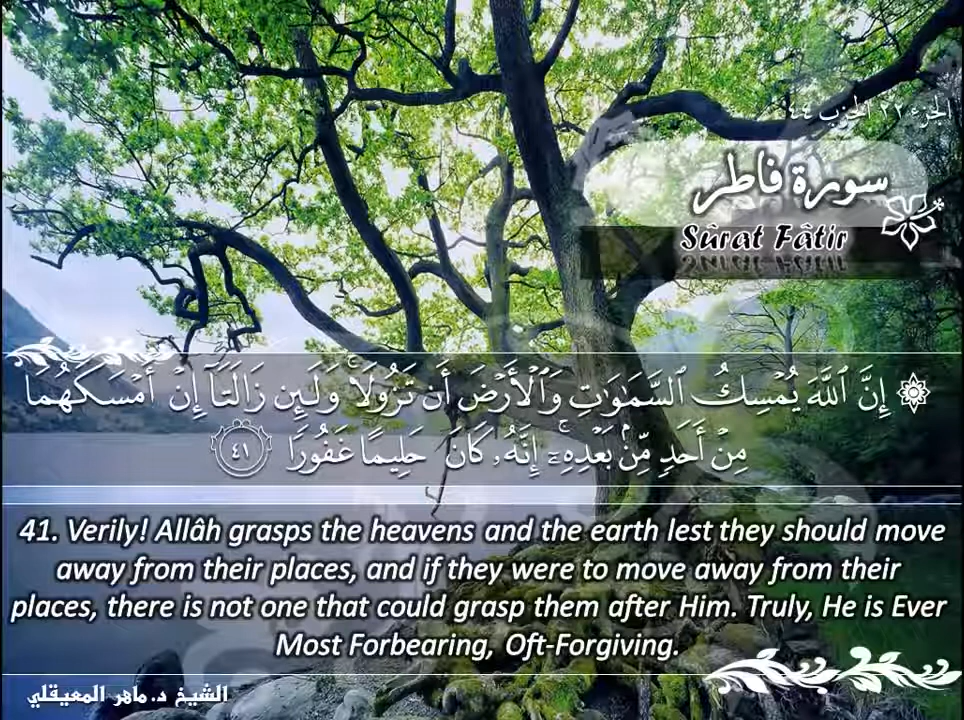 الجزء ٢٢ الحزب ٤٤
سورة فاطر
Sûrat Fâtir
۞ إِنَّ ٱللَّهَ يُمْسِكُ ٱلسَّمَٰوَٰتِ وَٱلْأَرْضَ أَن تَزُولَا ۚ وَلَئِن زَالَتَآ إِنْ أَمْسَكَهُمَا
مِنْ أَحَدٍ مِّنۢ بَعْدِهِۦٓ ۚ إِنَّهُۥ كَانَ حَلِيمًا غَفُورًا ٤١
41. Verily! Allâh grasps the heavens and the earth lest they should move
away from their places, and if they were to move away from their
places, there is not one that could grasp them after Him. Truly, He is Ever
Most Forbearing, Oft-Forgiving.
الشيخ د. ماهر المعيقلي